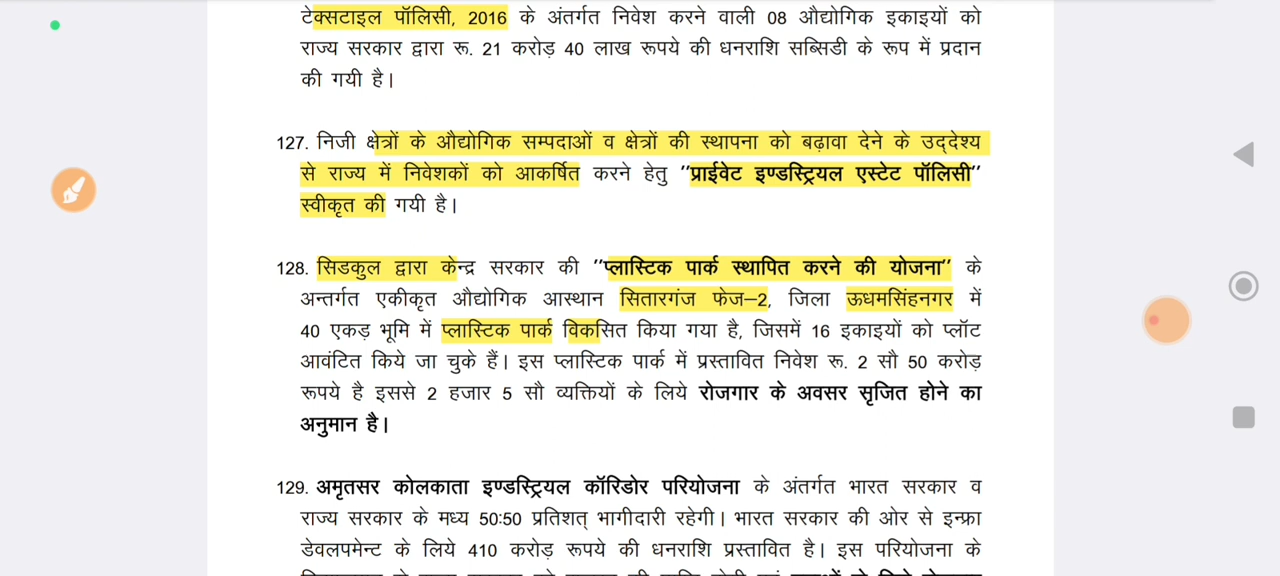 टेक्सटाइल पॉलिसी, 2016 के अंतर्गत निवेश करने वाली 08 औद्योगिक इकाइयों को
राज्य सरकार द्वारा रू. 21 करोड़ 40 लाख रूपये की धनराशि सब्सिडी के रूप में प्रदान
की गयी है।
127. निजी क्षेत्रों के औद्योगिक सम्पदाओं व क्षेत्रों की स्थापना को बढ़ावा देने के उद्देश्य
से राज्य में निवेशकों को आकर्षित करने हेतु "प्राईवेट इण्डस्ट्रियल एस्टेट पॉलिसी"
स्वीकृत की गयी है।
128. सिडकुल द्वारा केन्द्र सरकार की "प्लास्टिक पार्क स्थापित करने की योजना" के
अन्तर्गत एकीकृत औद्योगिक आस्थान सितारगंज फेज–2, जिला ऊधमसिंहनगर में
40 एकड़ भूमि में प्लास्टिक पार्क विकसित किया गया है, जिसमें 16 इकाइयों को प्लॉट
आवंटित किये जा चुके हैं। इस प्लास्टिक पार्क में प्रस्तावित निवेश रू. 2 सौ 50 करोड़
रूपये है इससे 2 हजार 5 सौ व्यक्तियों के लिये रोजगार के अवसर सृजित होने का
अनुमान है।
129. अमृतसर कोलकाता इण्डस्ट्रियल कॉरिडोर परियोजना के अंतर्गत भारत सरकार व
राज्य सरकार के मध्य 50:50 प्रतिशत् भागीदारी रहेगी। भारत सरकार की ओर से इन्फ्रा
डेवलपमेन्ट के लिये 410 करोड़ रूपये की धनराशि प्रस्तावित है। इस परियोजना के